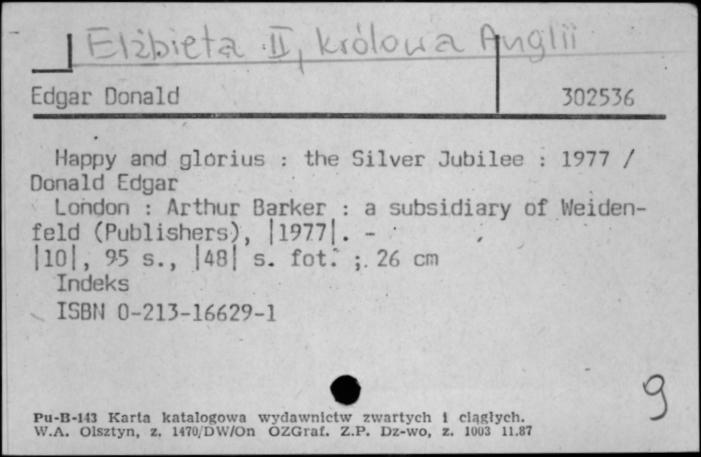 Elżbieta II, królowa Anglii
Edgar Donald 302536
Happy and glorius : the Silver Jubilee : 1977 /
Donald Edgar
London : Arthur Barker : a subsidiary of Weiden-
feld (Publishers), |1977|. -
|10|, 95 s., |48| s. fot. ; 26 cm
Indeks
ISBN 0-213-16629-1
9
Pu-B-143 Karta katalogowa wydawnictw zwartych i ciągłych.
W.A. Olsztyn, z. 1470/DW/On OZGraf. Z.P. Dz-wo, z. 1003 11.87